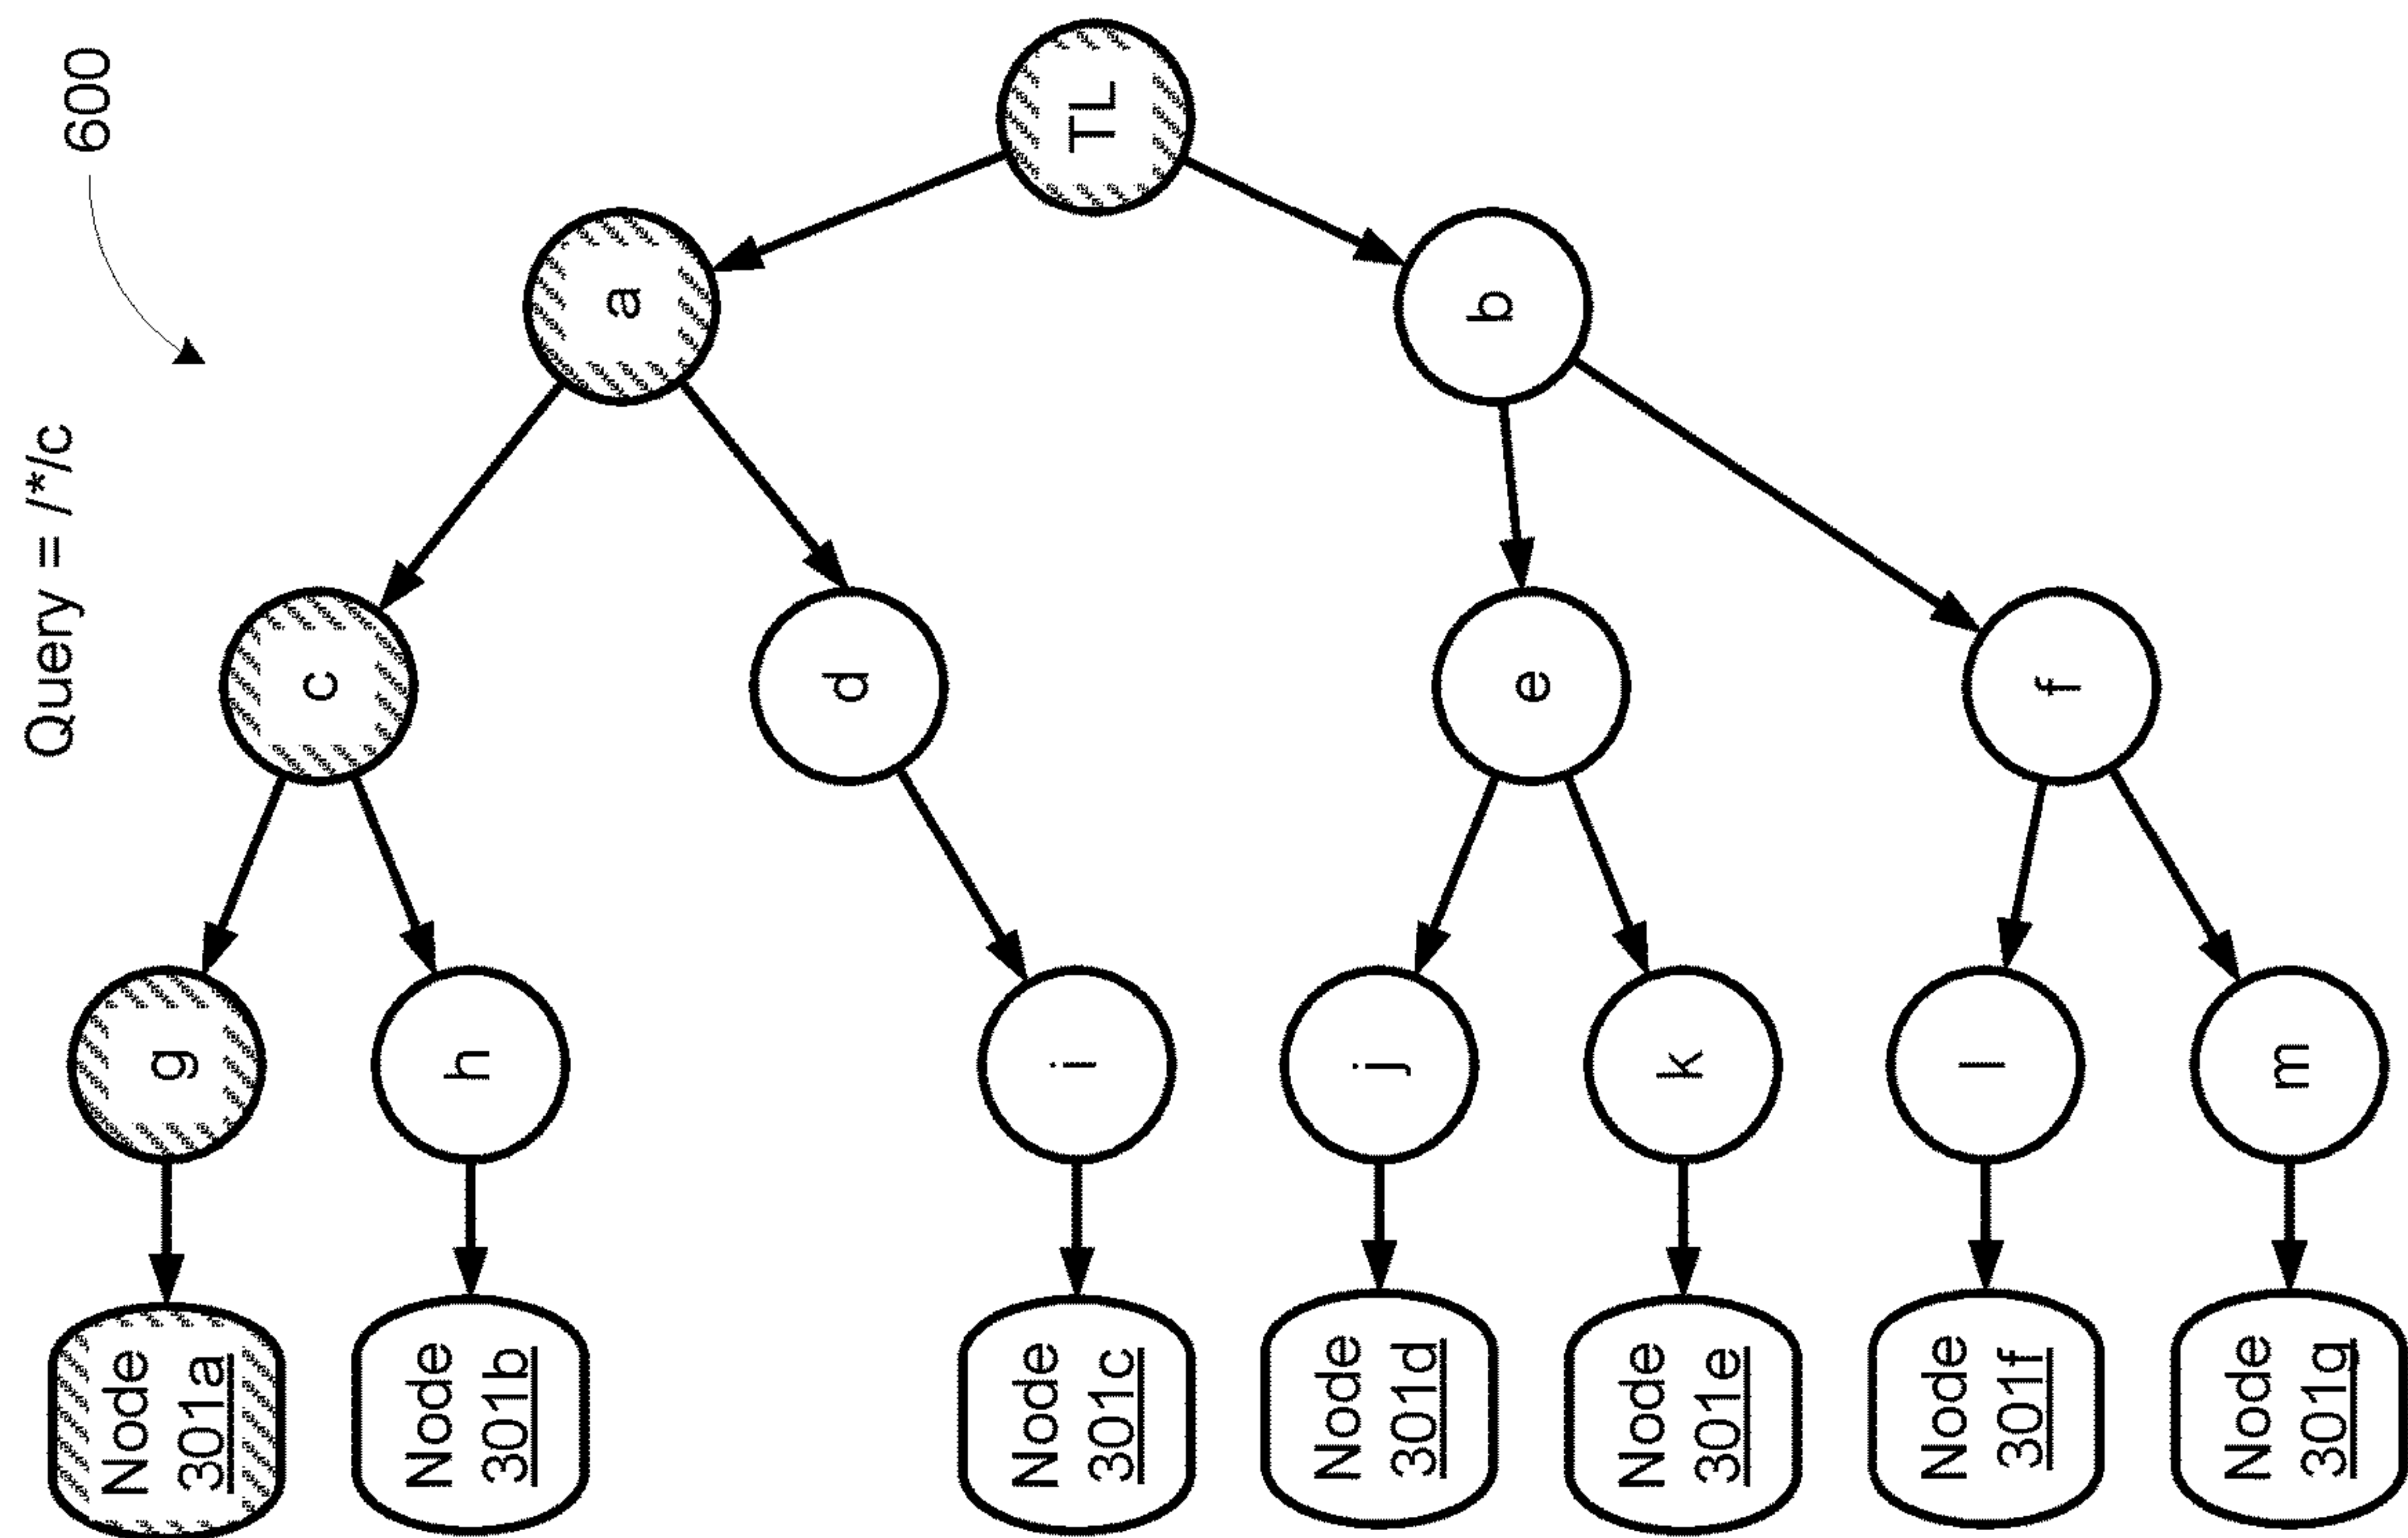 600
Query = /*/c
TL
a
b
c
d
e
f
g
h
i
j
k
l
m
Node
301a
Node
301b
Node
301c
Node
301d
Node
301e
Node
301f
Node
301g